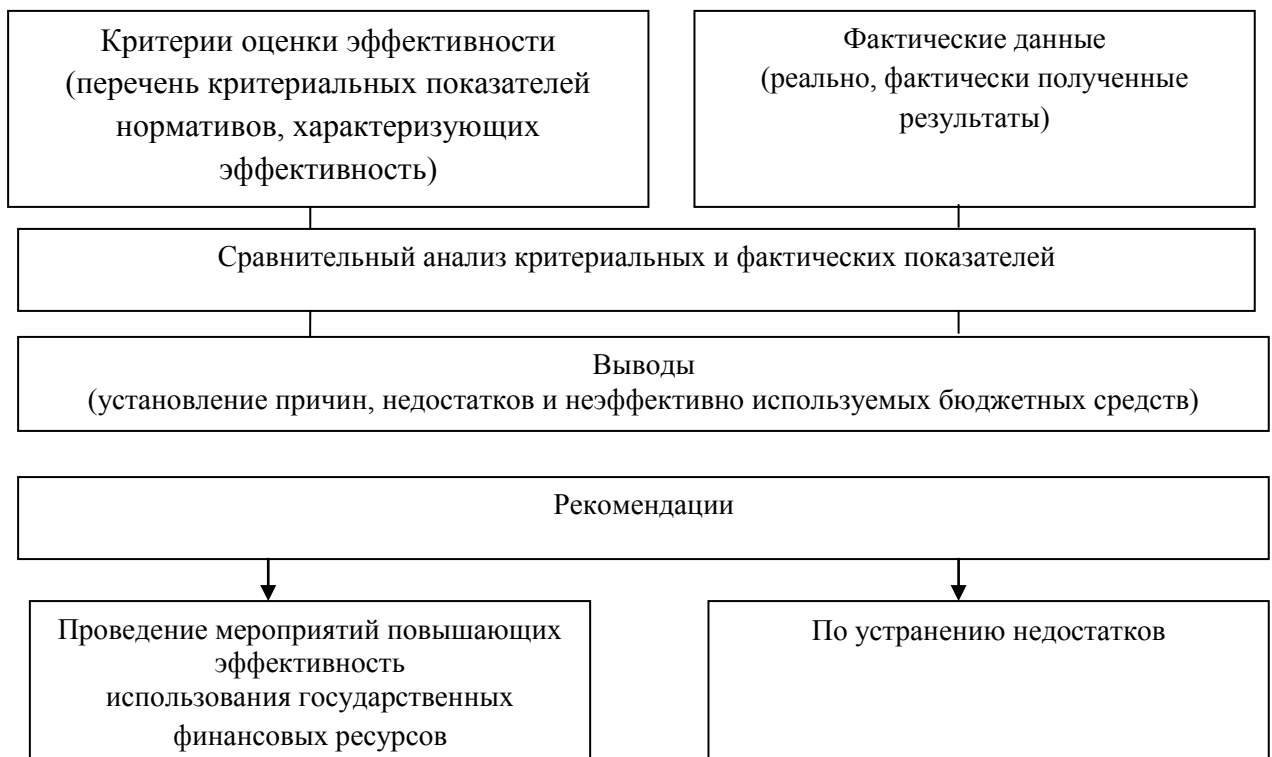 Критерии оценки эффективности
(перечень критериальных показателей
нормативов, характеризующих
эффективность)
Фактические данные
(реально, фактически полученные
результаты)
Сравнительный анализ критериальных и фактических показателей
Выводы
(установление причин, недостатков и неэффективно используемых бюджетных средств)
Рекомендации
Проведение мероприятий повышающих
эффективность
использования государственных
финансовых ресурсов
По устранению недостатков